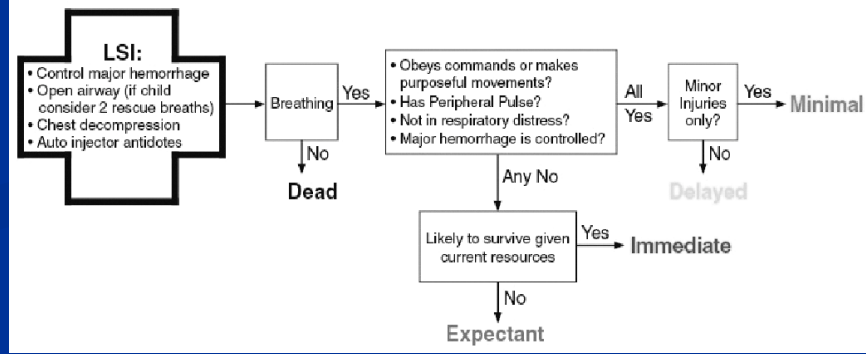 LSI:
• Control major hemorrhage
• Open airway (if child
consider 2 rescue breaths)
• Chest decompression
• Auto injector antidotes
Breathing
Yes
No
Dead
• Obeys commands or makes
purposeful movements?
• Has Peripheral Pulse?
• Not in respiratory distress?
• Major hemorrhage is controlled?
All
Yes
Minor
Injuries
only?
Yes
Minimal
No
Delayed
Any No
Likely to survive given
current resources
Yes
Immediate
No
Expectant